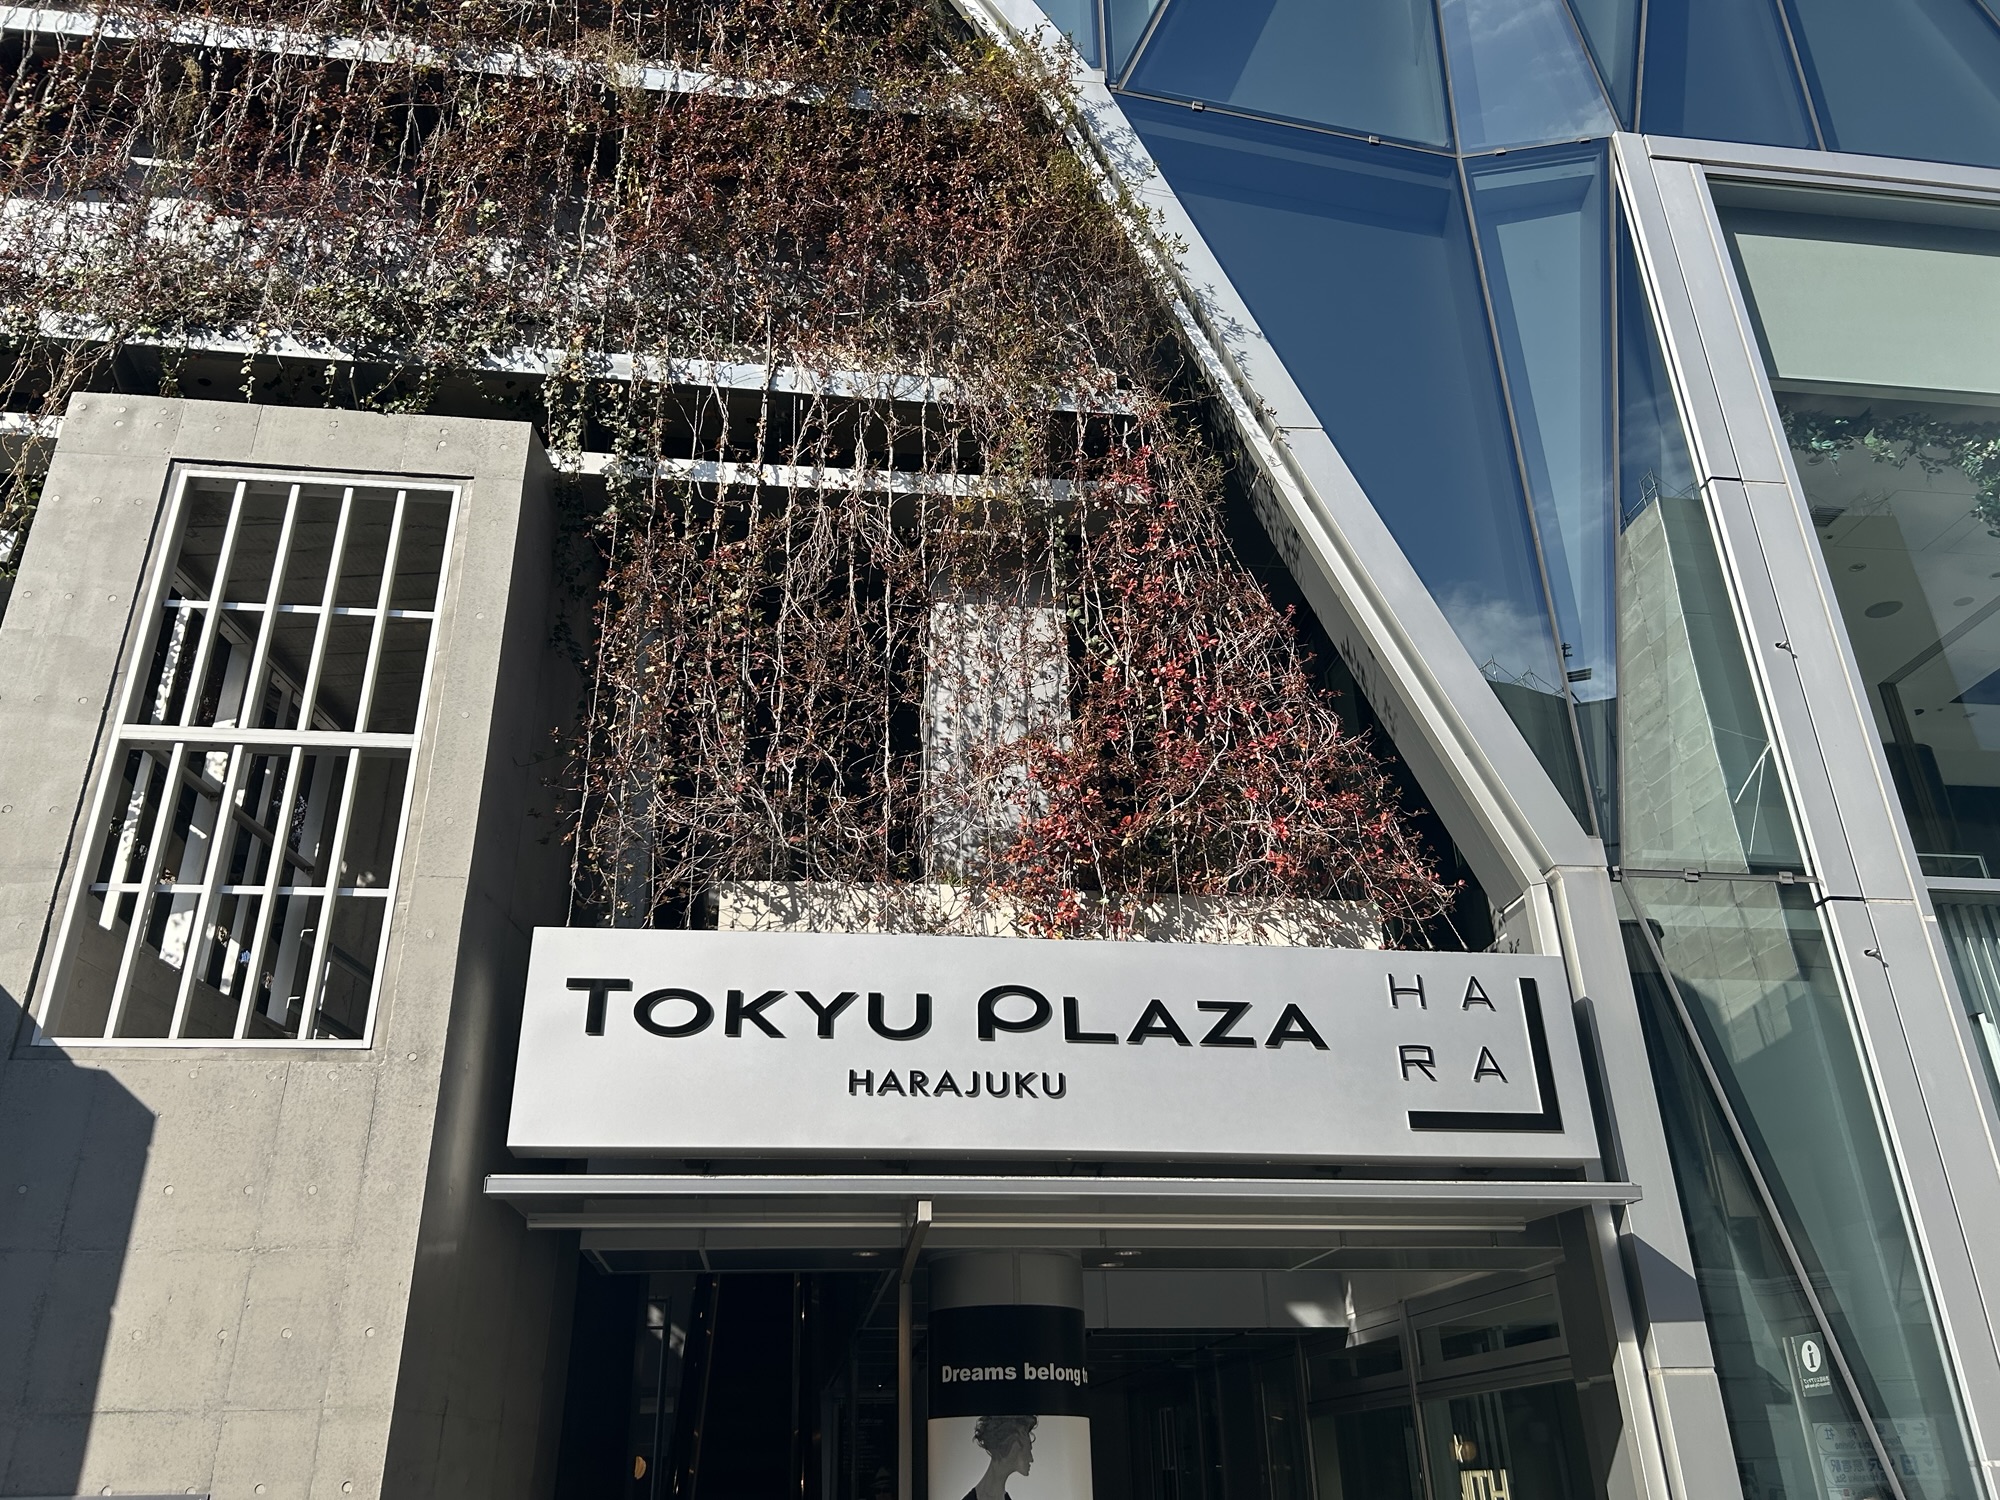 TOKYU PLAZA
HARAJUKU
HA
RA
Dreams belong t
i